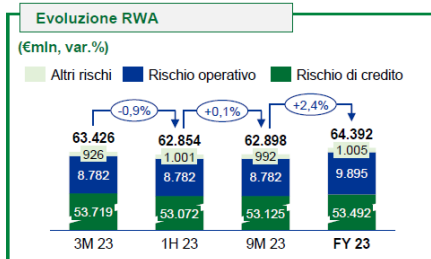 Evoluzione RWA
(€mln, var.%)
Altri rischi Rischio operativo Rischio di credito
-0,9% +0,1% +2,4%
63.426 62.854 62.898 64.392
926 1.001 992 1.005
8.782 8.782 8.782 9.895
53.719 53.072 53.125 53.492
3M 23 1H 23 9M 23 FY 23